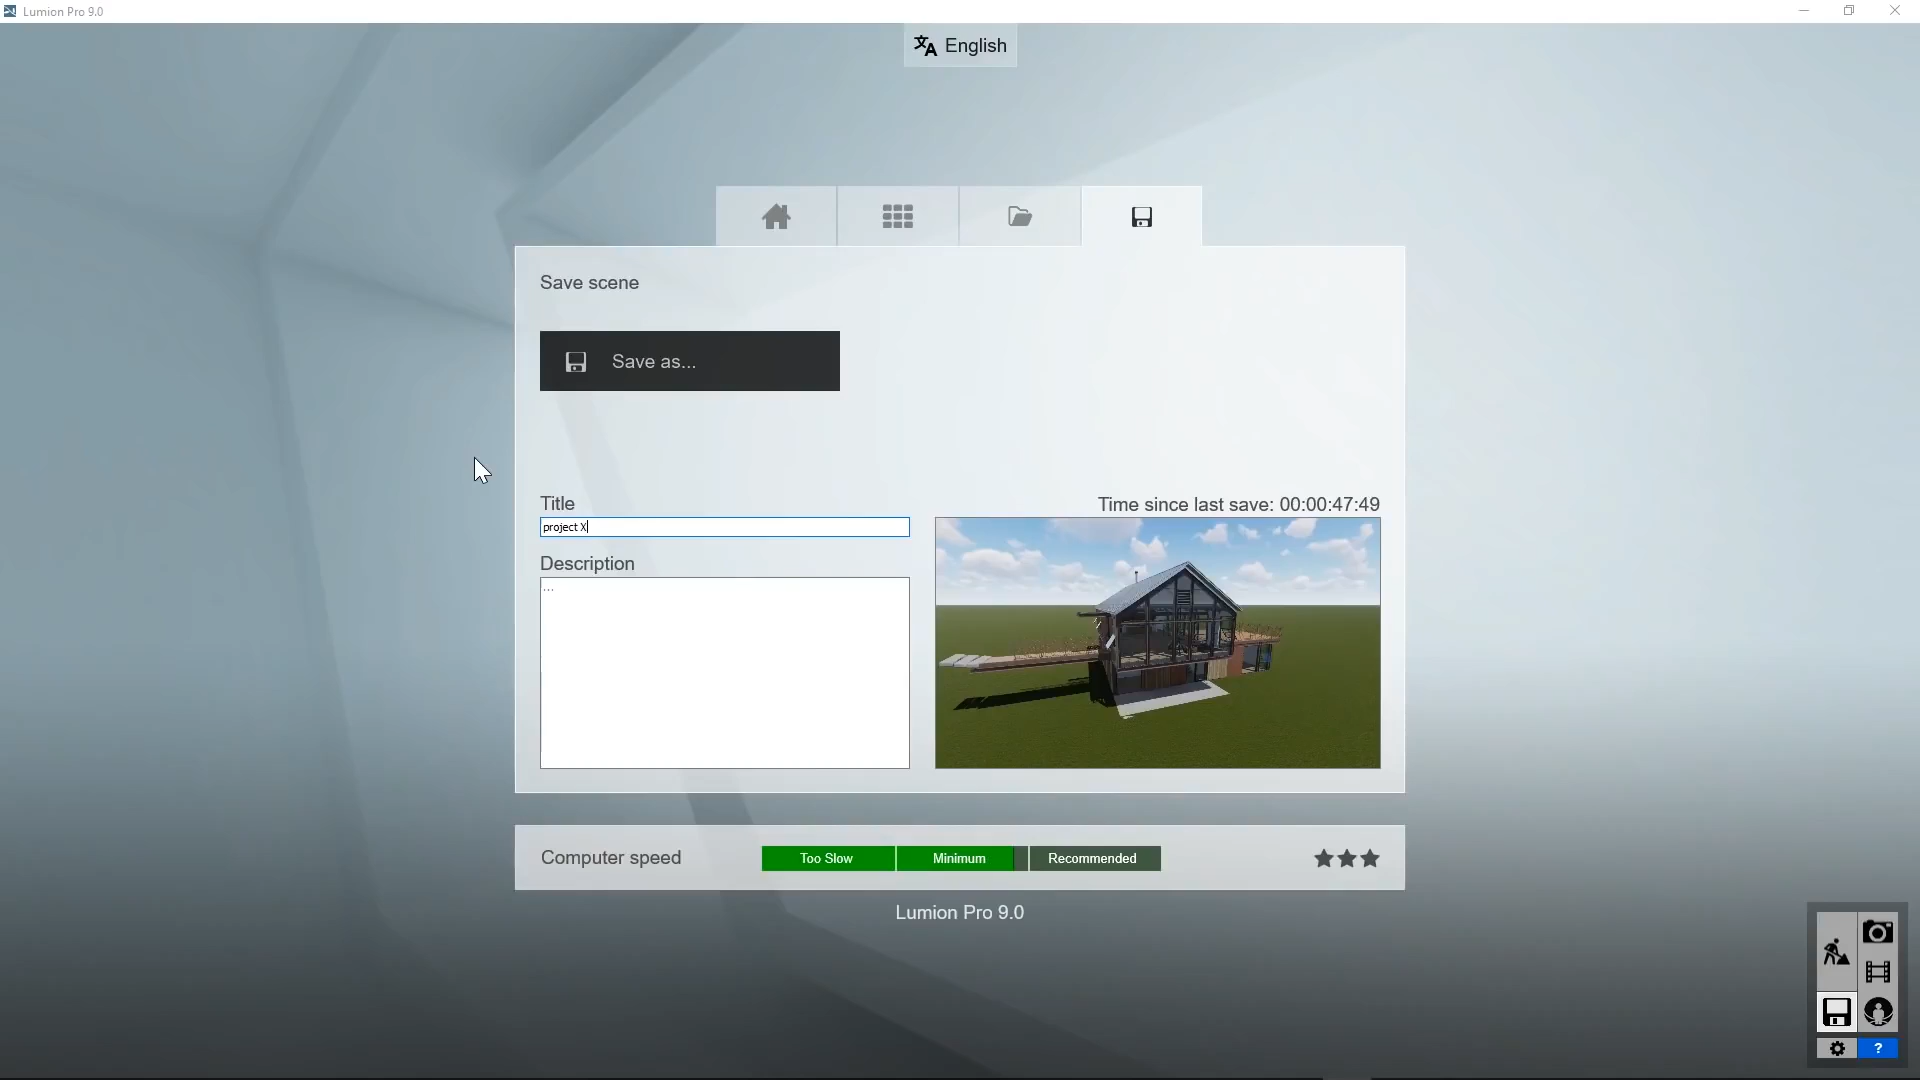 Lumion Pro 9.0
English
Save scene
Save as...
Title
Time since last save: 00:00:47:49
project X
Description
...
Computer speed
Too Slow
Minimum
Recommended
Lumion Pro 9.0
?